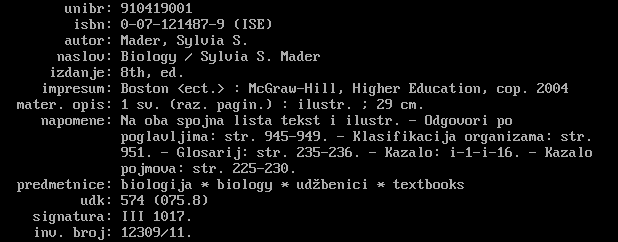 unibr: 910419001
isbn: 0-07-121487-9 (ISE)
autor: Mader, Sylvia S.
naslov: Biology / Sylvia S. Mader
izdanje: 8th, ed.
impresum: Boston <ect.> : McGraw-Hill, Higher Education, cop. 2004
mater. opis: 1 sv. (raz. pagin.) : ilustr. ; 29 cm.
napomene: Na oba spojna lista tekst i ilustr. - Odgovori po
poglavljima: str. 945-949. - Klasifikacija organizama: str.
951. - Glosarij: str. 235-236. - Kazalo: i-1-i-16. - Kazalo
pojmova: str. 225-230.
predmetnice: biologija * biology * udžbenici * textbooks
udk: 574 (075.8)
signatura: III 1017.
inv. broj: 12309/11.